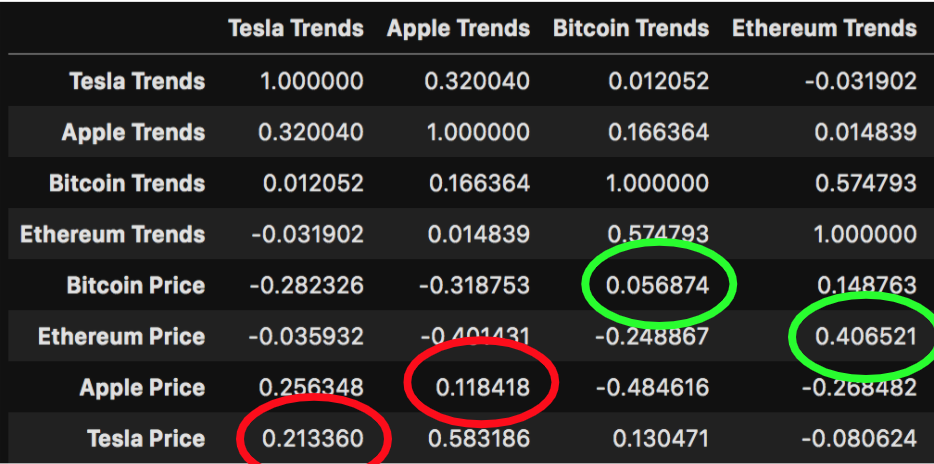 Tesla Trends Apple Trends Bitcoin Trends Ethereum Trends
Tesla Trends 1.000000 0.320040 0.012052 -0.031902
Apple Trends 0.320040 1.000000 0.166364 0.014839
Bitcoin Trends 0.012052 0.166364 1.000000 0.574793
Ethereum Trends -0.031902 0.014839 0.574793 1.000000
Bitcoin Price -0.282326 -0.318753 0.056874 0.148763
Ethereum Price -0.035932 -0.401431 -0.248867 0.406521
Apple Price 0.256348 0.118418 -0.484616 -0.268482
Tesla Price 0.213360 0.583186 0.130471 -0.080624